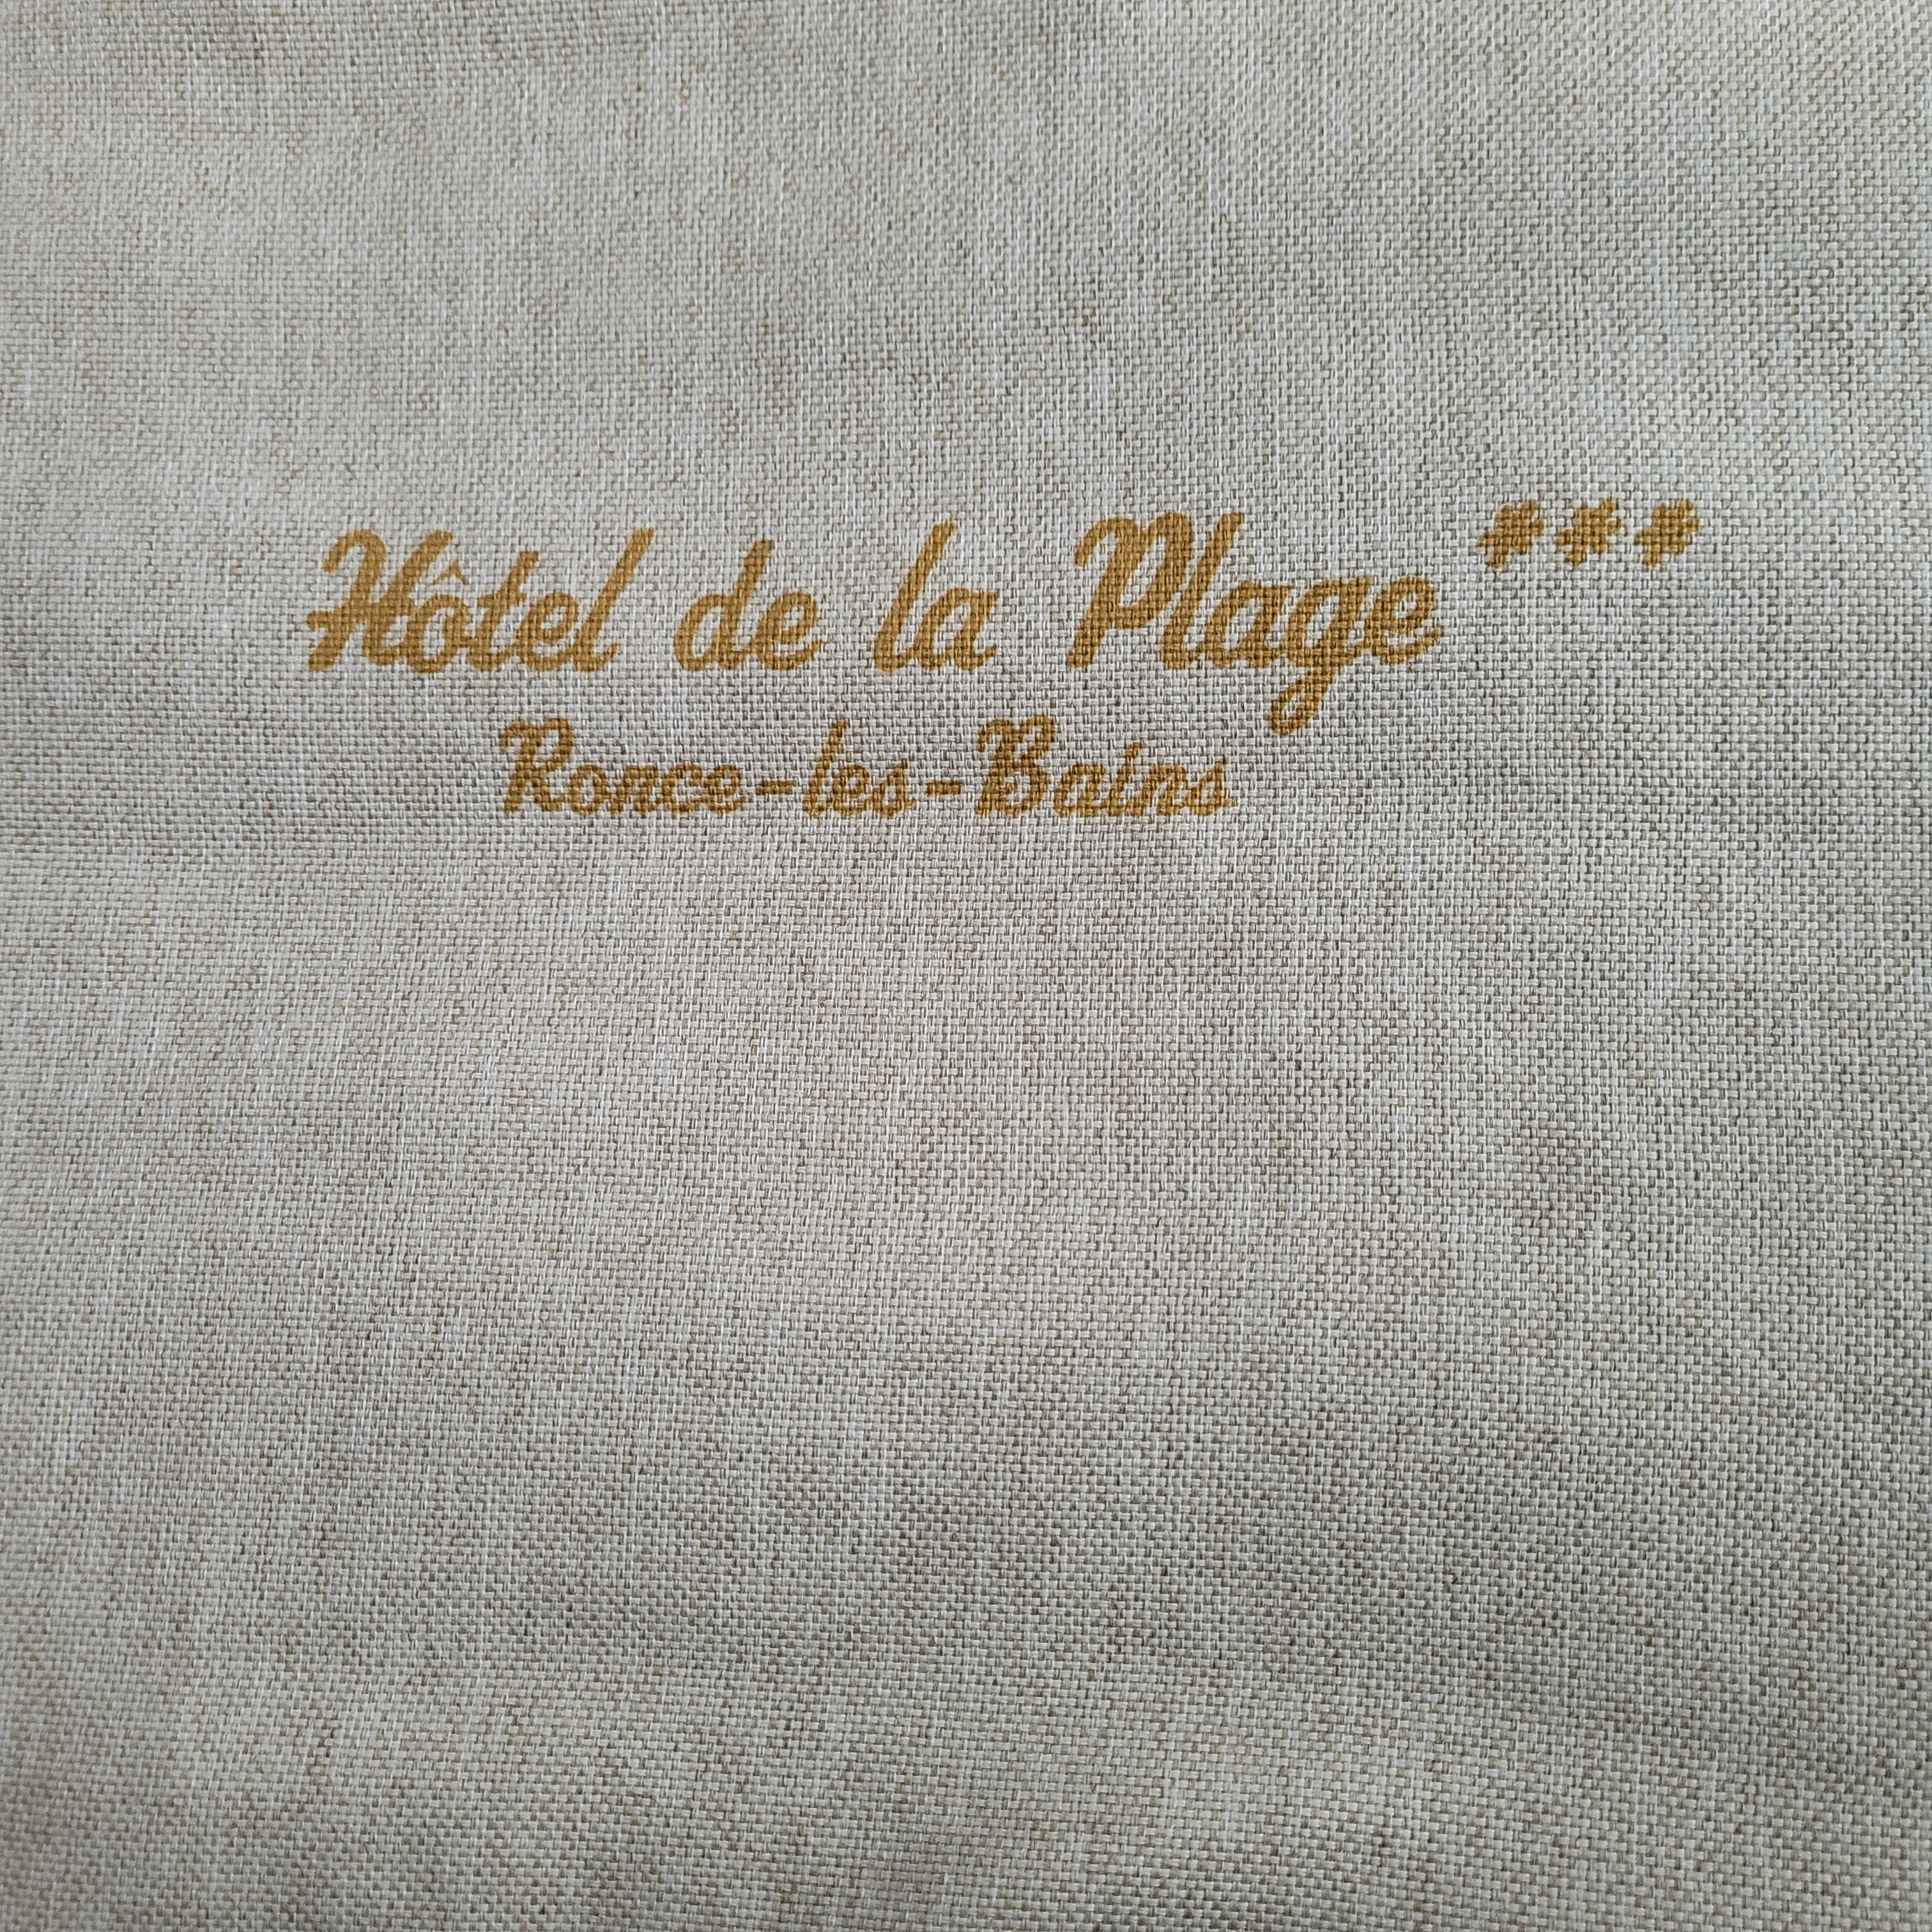 Hôtel de la Plage ***
Ronce-les-Bains